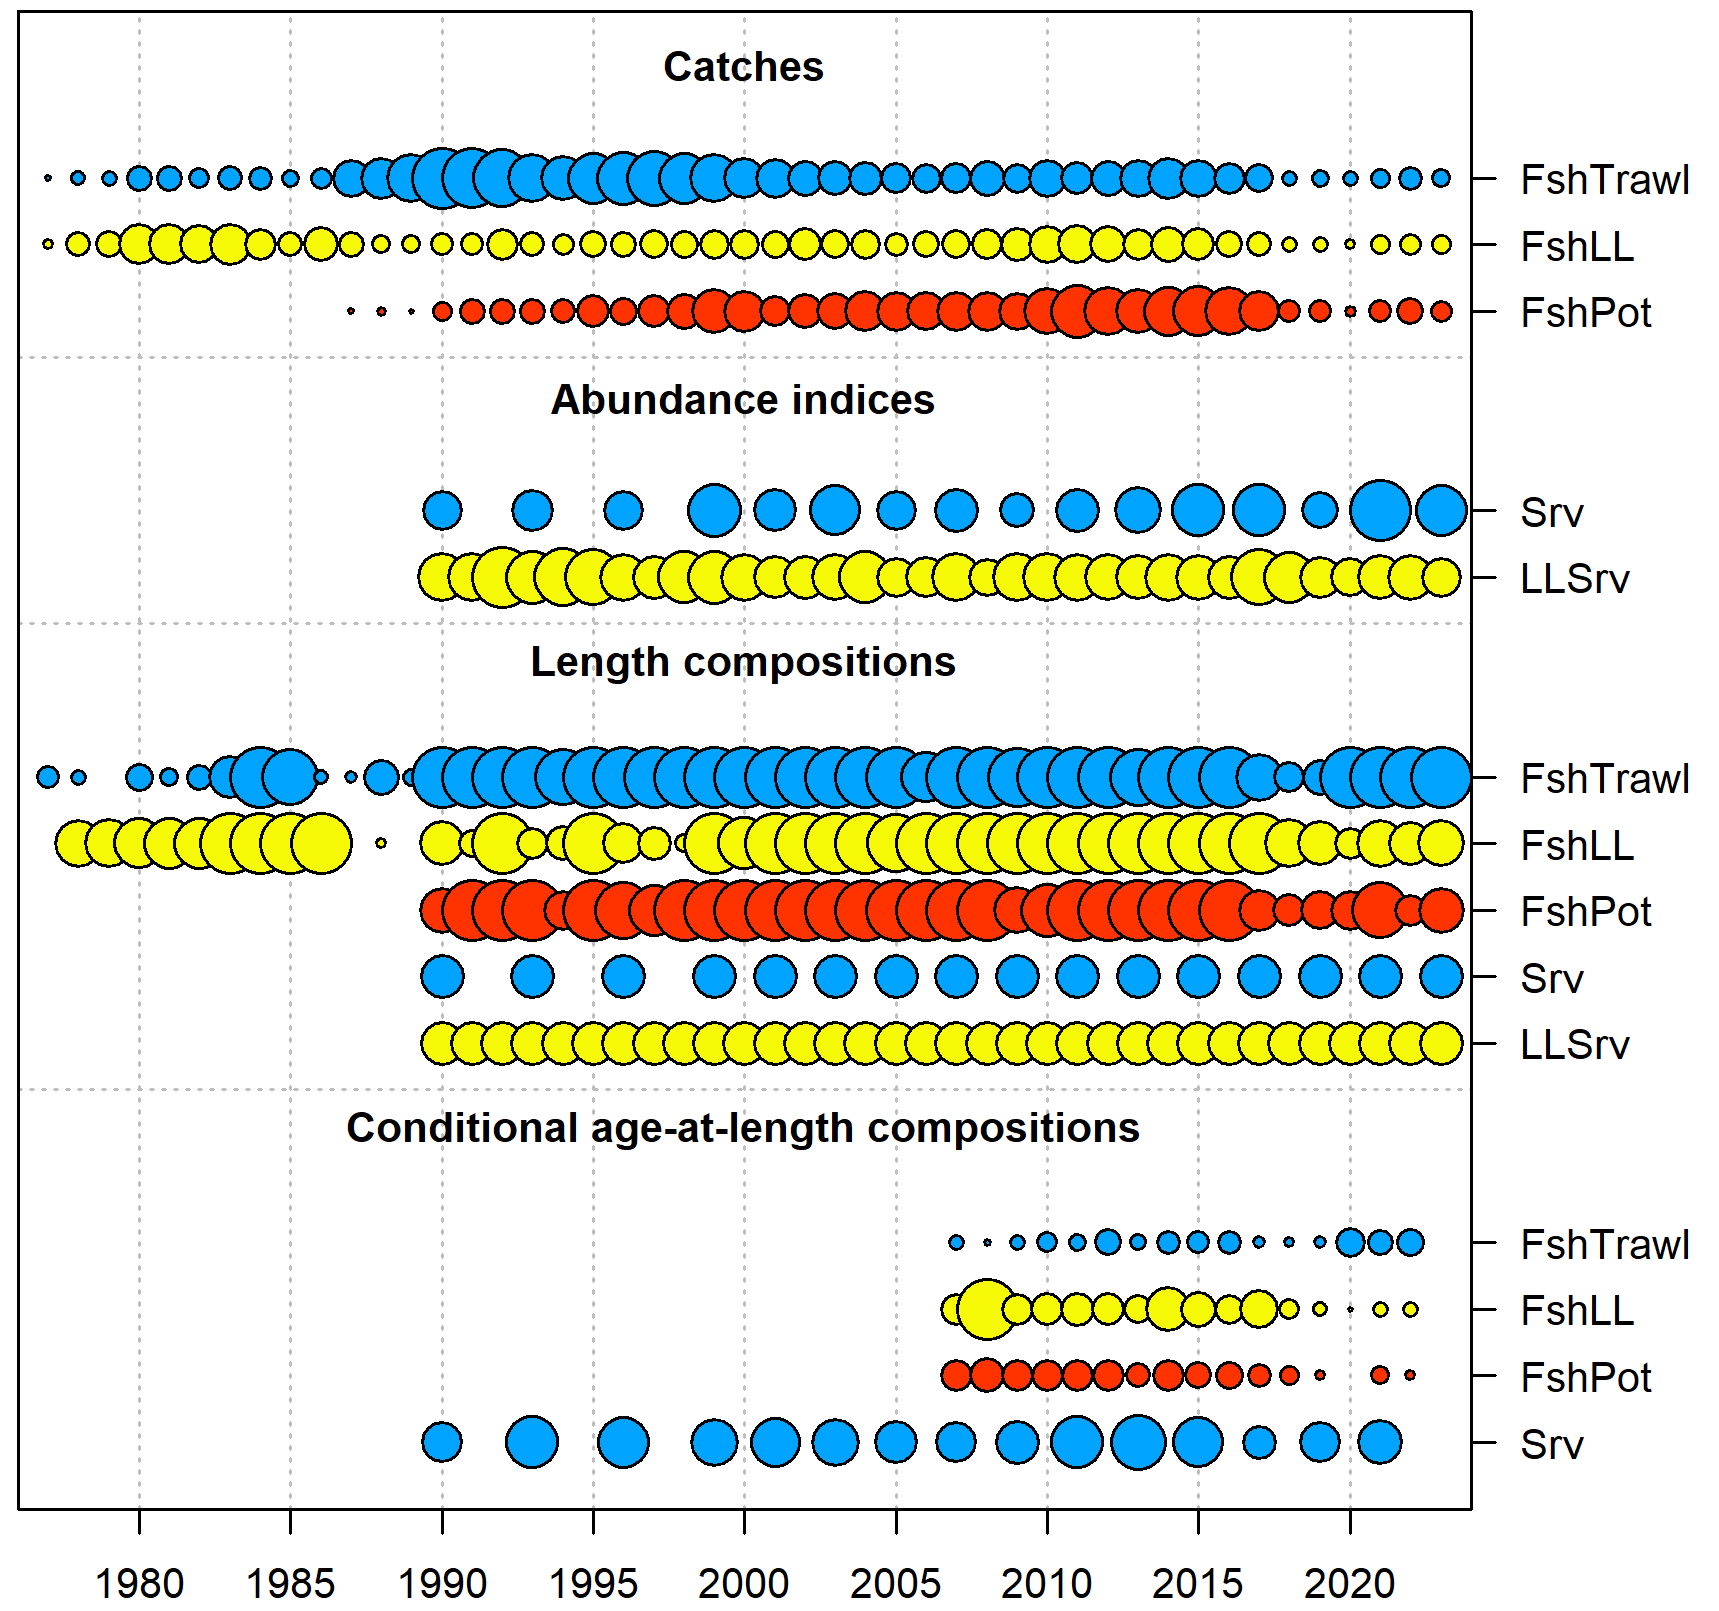 Catches
FshTrawl
FshLL
FshPot
Abundance indices
Srv
LLSrv
Length compositions
FshTrawl
FshLL
FshPot
Srv
LLSrv
Conditional age-at-length compositions
FshTrawl
FshLL
FshPot
Srv
1980 1985 1990 1995 2000 2005 2010 2015 2020